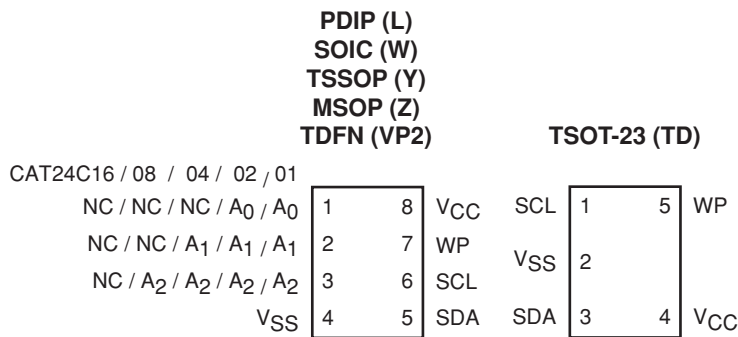 PDIP (L)
SOIC (W)
TSSOP (Y)
MSOP (Z)
TDFN (VP2)
CAT24C16 / 08 / 04 / 02 / 01
NC / NC / NC / A0 / A0 1 8 VCC
NC / NC / A1 / A1 / A1 2 7 WP
NC / A2 / A2 / A2 / A2 3 6 SCL
VSS 4 5 SDA
TSOT-23 (TD)
SCL 1 5 WP
VSS 2
SDA 3 4 VCC